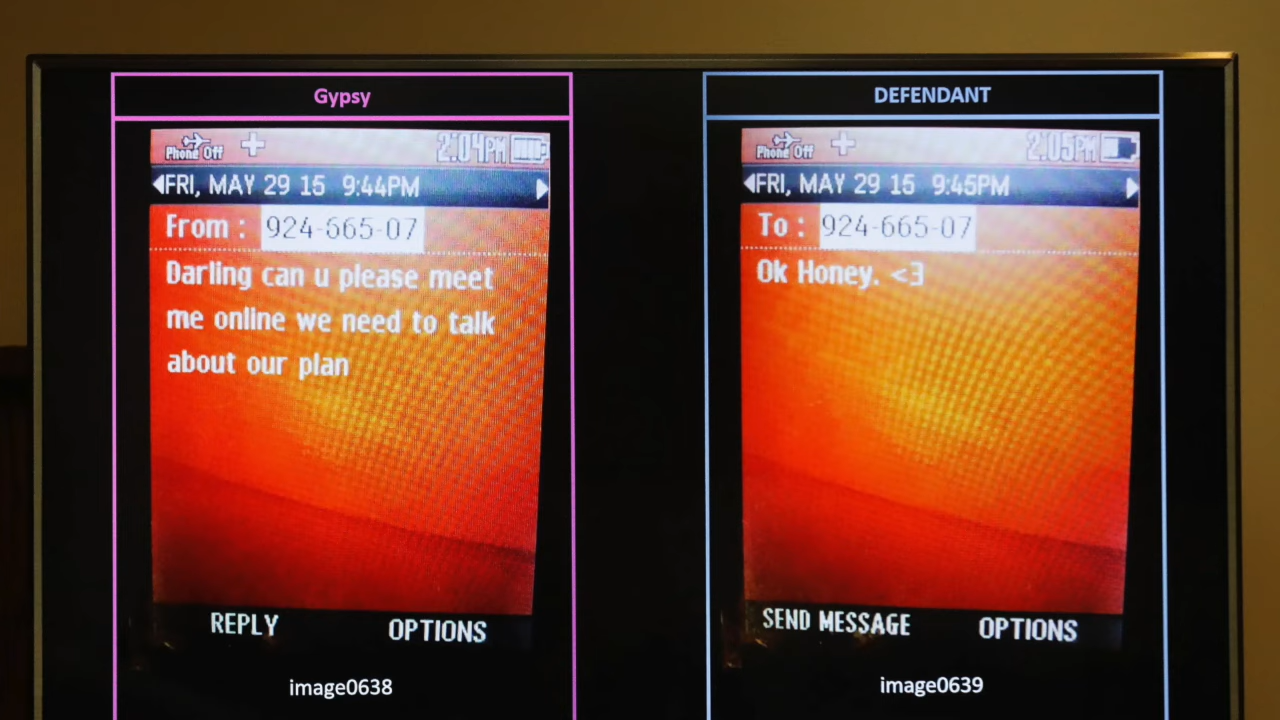 Gypsy
Phone Off
2:04PM
FRI, MAY 29 15 9:44PM
From : 924-665-07
Darling can u please meet
me online we need to talk
about our plan
REPLY OPTIONS
image0638
DEFENDANT
Phone Off
2:05PM
FRI, MAY 29 15 9:45PM
To : 924-665-07
Ok Honey. <3
SEND MESSAGE OPTIONS
image0639